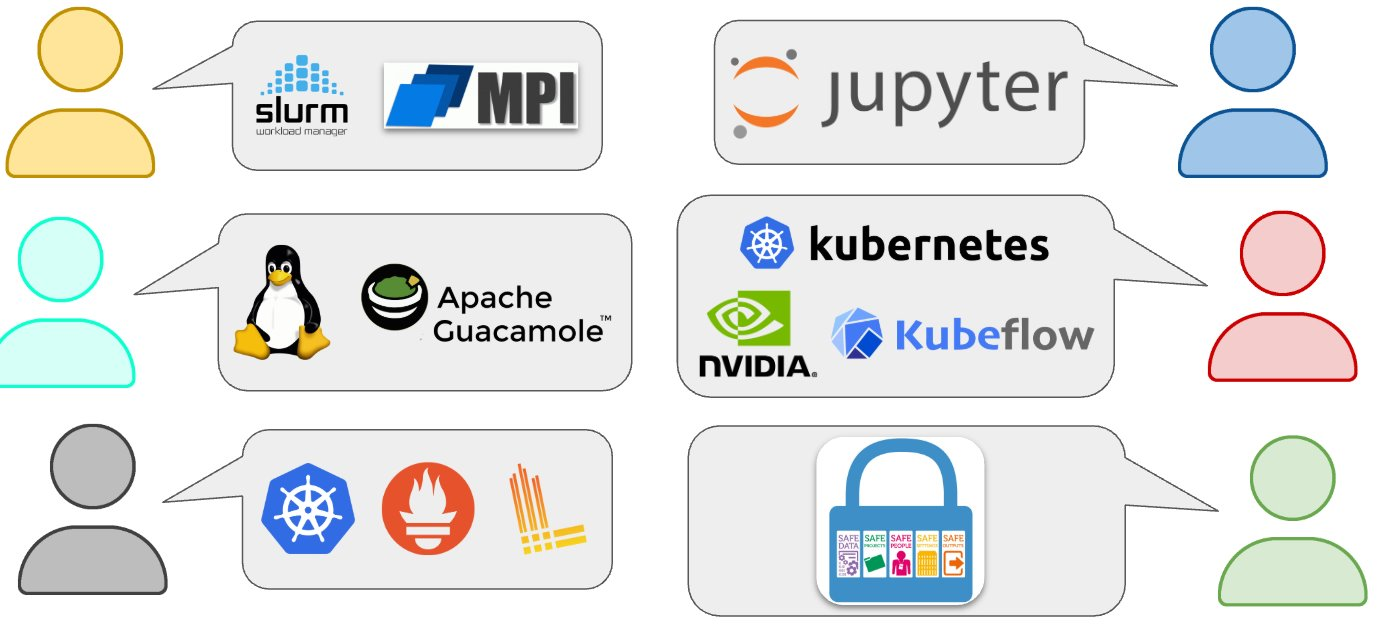 slurm
workload manager
MPI
jupyter
Apache
Guacamole™
kubernetes
NVIDIA®
Kubeflow
SAFE
DATA
SAFE
PROJECTS
SAFE
PEOPLE
SAFE
SETTINGS
SAFE
OUTPUTS